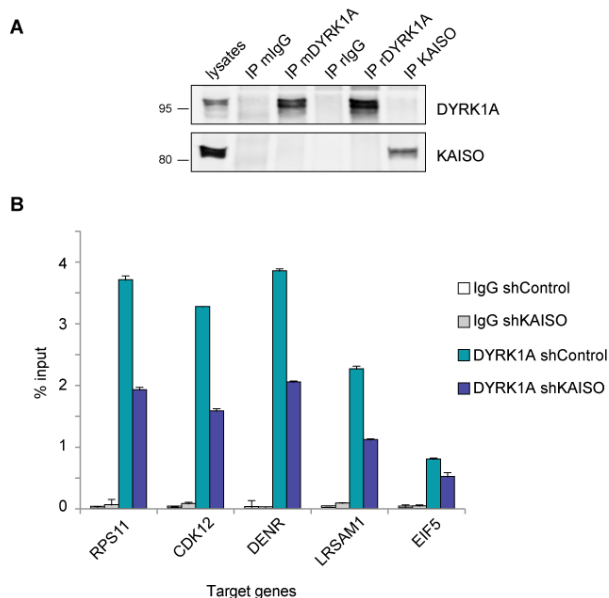 A
lysates
IP mIgG
IP mDYRK1A
IP rIgG
IP rDYRK1A
IP KAISO
95
DYRK1A
80
KAISO
B
4
3
2
1
0
% input
IgG shControl
IgG shKAISO
DYRK1A shControl
DYRK1A shKAISO
RPS11
CDK12
DENR
LRSAM1
EIF5
Target genes